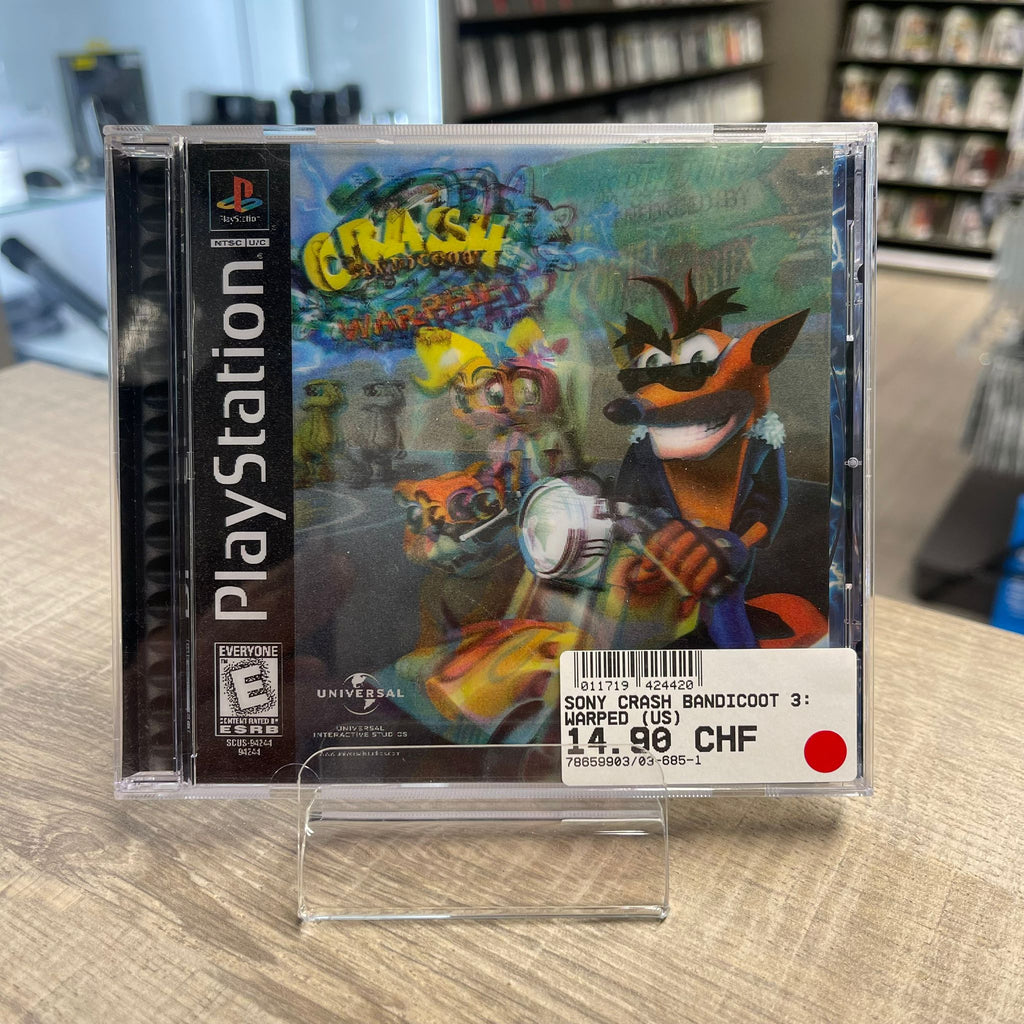 PlayStation
NTSC U/C
PlayStation
EVERYONE
E
CONTENT RATED BY
ESRB
SCUS-94244
94244
CRASH
BANDICOOT
WARPED
UNIVERSAL
UNIVERSAL
INTERACTIVE STUDIOS
011719 424420
SONY CRASH BANDICOOT 3:
WARPED (US)
14.90 CHF
78659903/03-685-1